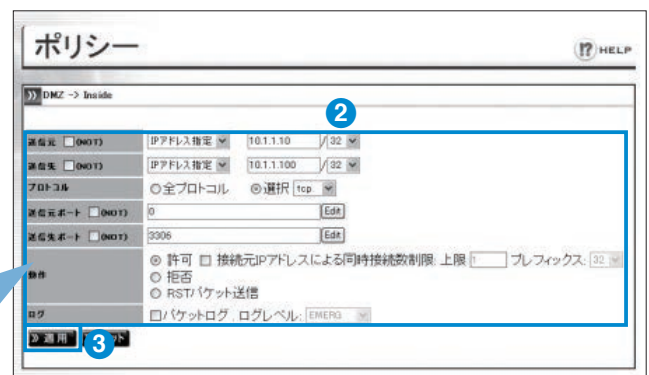 ポリシー
HELP
DMZ -> Inside
2
送信元 (NOT) IPアドレス指定 10.1.1.10 / 32
送信先 (NOT) IPアドレス指定 10.1.1.100 / 32
プロトコル 全プロトコル 選択 tcp
送信元ポート (NOT) 0 Edit
送信先ポート (NOT) 3306 Edit
動作 許可 接続元IPアドレスによる同時接続数制限: 上限 1 プレフィックス: 32
拒否
RSTパケット送信
ログ パケットログ , ログレベル: EMERG
適用 3